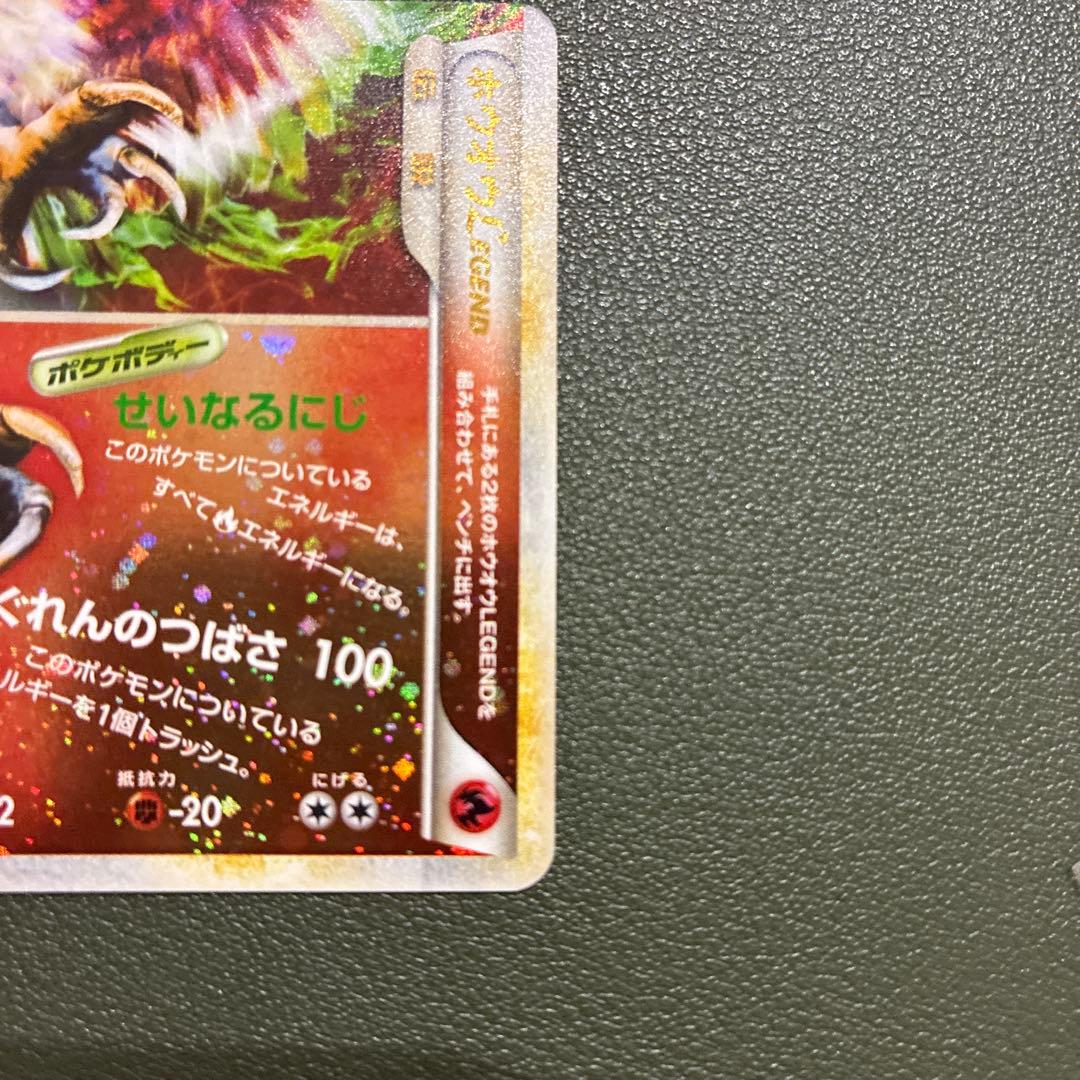 ホウオウLEGEND
手札にある2枚のホウオウLEGENDを
組み合わせて、ベンチに出す。
ポケボディー
せいなるにじ
このポケモンについている
エネルギーは、
すべてエネルギーになる。
ぐれんのつばさ 100
このポケモンについている
ルギーを1個トラッシュ。
抵抗力 にげる
2 -20